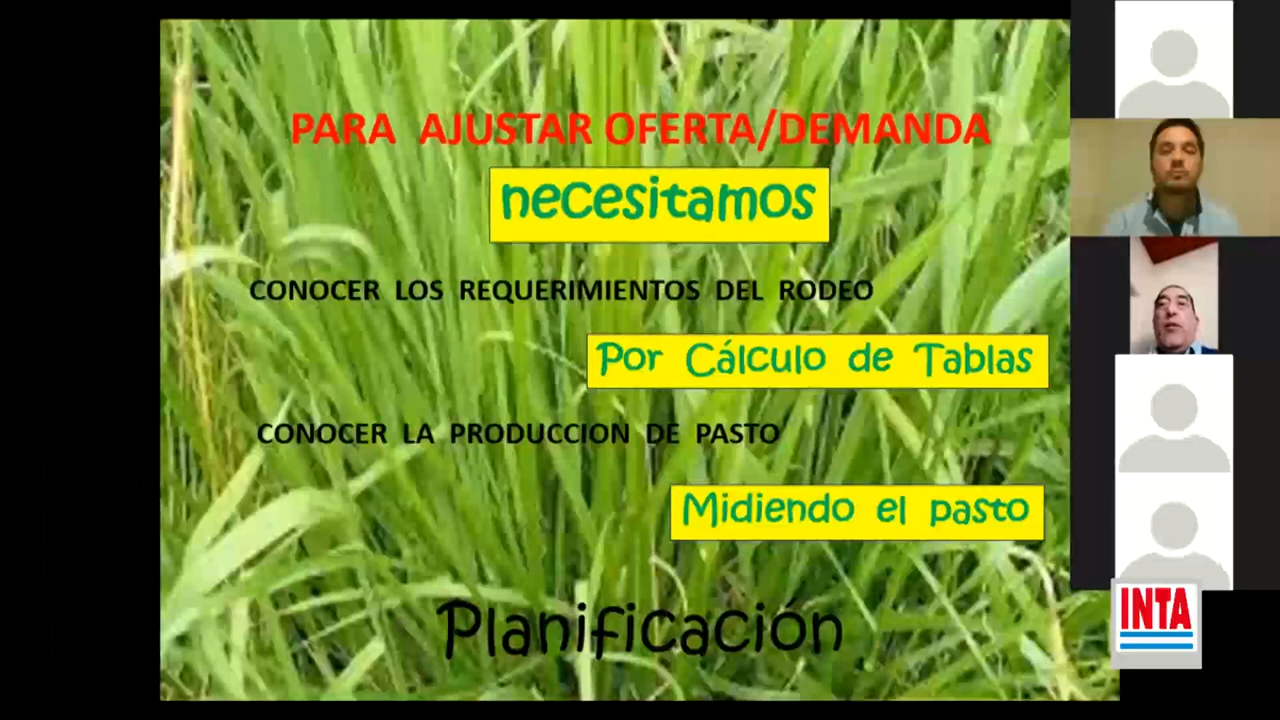 PARA AJUSTAR OFERTA/DEMANDA
necesitamos
CONOCER LOS REQUERIMIENTOS DEL RODEO
Por Cálculo de Tablas
CONOCER LA PRODUCCION DE PASTO
Midiendo el pasto
Planificación
INTA